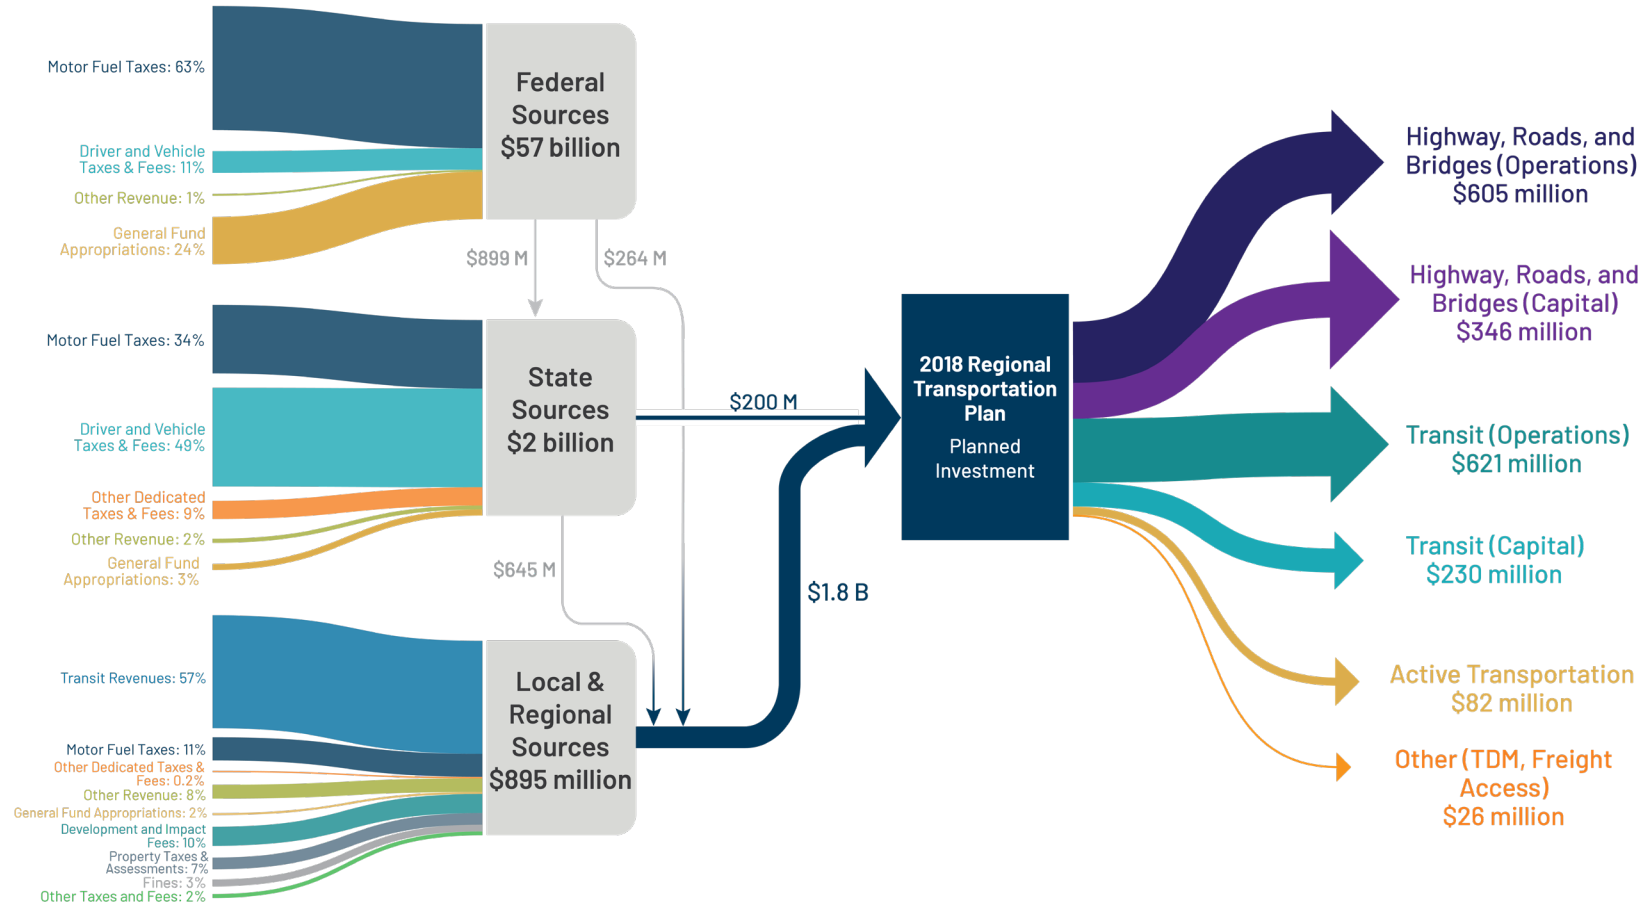 Motor Fuel Taxes: 63%
Driver and Vehicle
Taxes & Fees: 11%
Other Revenue: 1%
General Fund
Appropriations: 24%
Federal
Sources
$57 billion
$899 M
$264 M
Motor Fuel Taxes: 34%
Driver and Vehicle
Taxes & Fees: 49%
Other Dedicated
Taxes & Fees: 9%
Other Revenue: 2%
General Fund
Appropriations: 3%
State
Sources
$2 billion
$645 M
Transit Revenues: 57%
Motor Fuel Taxes: 11%
Other Dedicated Taxes &
Fees: 0.2%
Other Revenue: 8%
General Fund Appropriations: 2%
Development and Impact
Fees: 10%
Property Taxes &
Assessments: 7%
Fines: 3%
Other Taxes and Fees: 2%
Local &
Regional
Sources
$895 million
$200 M
$1.8 B
2018 Regional
Transportation
Plan
Planned
Investment
Highway, Roads, and
Bridges (Operations)
$605 million
Highway, Roads, and
Bridges (Capital)
$346 million
Transit (Operations)
$621 million
Transit (Capital)
$230 million
Active Transportation
$82 million
Other (TDM, Freight
Access)
$26 million